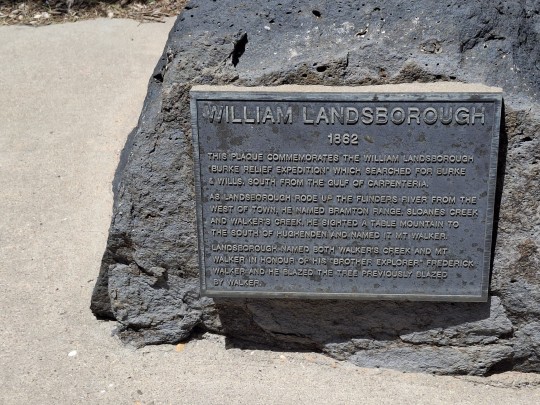 WILLIAM LANDSBOROUGH
1862
THIS PLAQUE COMMEMORATES THE WILLIAM LANDSBOROUGH
"BURKE RELIEF EXPEDITION" WHICH SEARCHED FOR BURKE
& WILLS, SOUTH FROM THE GULF OF CARPENTERIA.
AS LANDSBOROUGH RODE UP THE FLINDERS RIVER FROM THE
WEST OF TOWN, HE NAMED BRAMTON RANGE, SLOANES CREEK
AND WALKER'S CREEK. HE SIGHTED A TABLE MOUNTAIN TO
THE SOUTH OF HUGHENDEN AND NAMED IT MT. WALKER.
LANDSBOROUGH NAMED BOTH WALKER'S CREEK AND MT.
WALKER IN HONOUR OF HIS "BROTHER EXPLORER" FREDERICK
WALKER AND HE BLAZED THE TREE PREVIOUSLY BLAZED
BY WALKER.